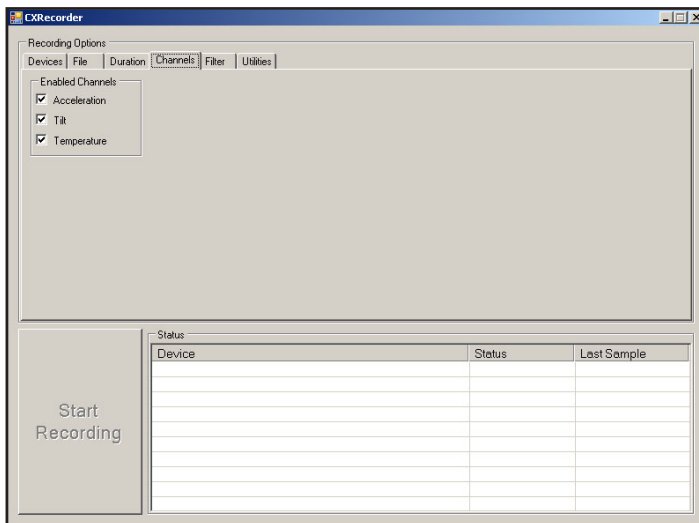 CXRecorder
Recording Options
Devices File Duration Channels Filter Utilities
Enabled Channels
Acceleration
Tilt
Temperature
Start
Recording
Status
Device Status Last Sample